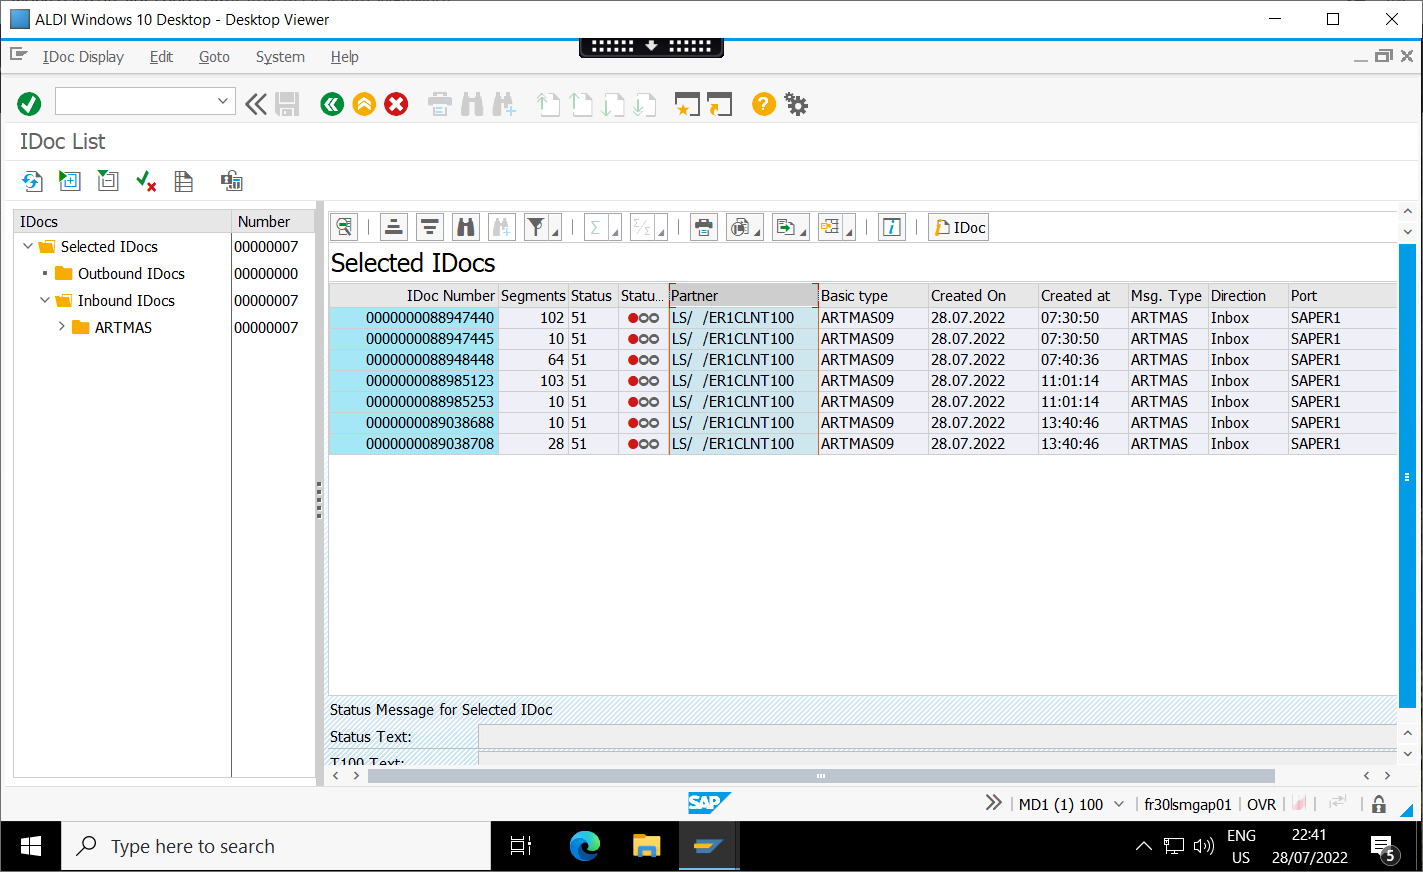 ALDI Windows 10 Desktop - Desktop Viewer
IDoc Display Edit Goto System Help
IDoc List
IDocs Number
Selected IDocs 00000007
Outbound IDocs 00000000
Inbound IDocs 00000007
ARTMAS 00000007
IDoc
Selected IDocs
IDoc Number Segments Status Statu... Partner Basic type Created On Created at Msg. Type Direction Port
0000000088947440 102 51 LS/ /ER1CLNT100 ARTMAS09 28.07.2022 07:30:50 ARTMAS Inbox SAPER1
0000000088947445 10 51 LS/ /ER1CLNT100 ARTMAS09 28.07.2022 07:30:50 ARTMAS Inbox SAPER1
0000000088948448 64 51 LS/ /ER1CLNT100 ARTMAS09 28.07.2022 07:40:36 ARTMAS Inbox SAPER1
0000000088985123 103 51 LS/ /ER1CLNT100 ARTMAS09 28.07.2022 11:01:14 ARTMAS Inbox SAPER1
0000000088985253 10 51 LS/ /ER1CLNT100 ARTMAS09 28.07.2022 11:01:14 ARTMAS Inbox SAPER1
0000000089038688 10 51 LS/ /ER1CLNT100 ARTMAS09 28.07.2022 13:40:46 ARTMAS Inbox SAPER1
0000000089038708 28 51 LS/ /ER1CLNT100 ARTMAS09 28.07.2022 13:40:46 ARTMAS Inbox SAPER1
Status Message for Selected IDoc
Status Text:
T100 Text:
SAP MD1 (1) 100 fr30lsmgap01 OVR
Type here to search
ENG
US
22:41
28/07/2022
5